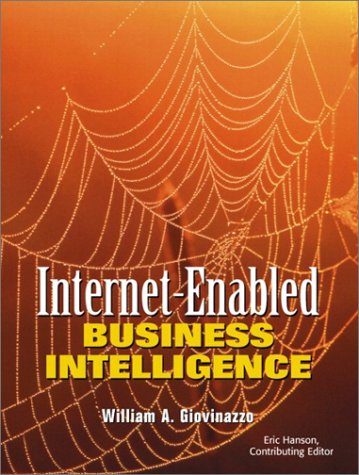 Internet-Enabled
BUSINESS
INTELLIGENCE
William A. Giovinazzo
Eric Hanson,
Contributing Editor